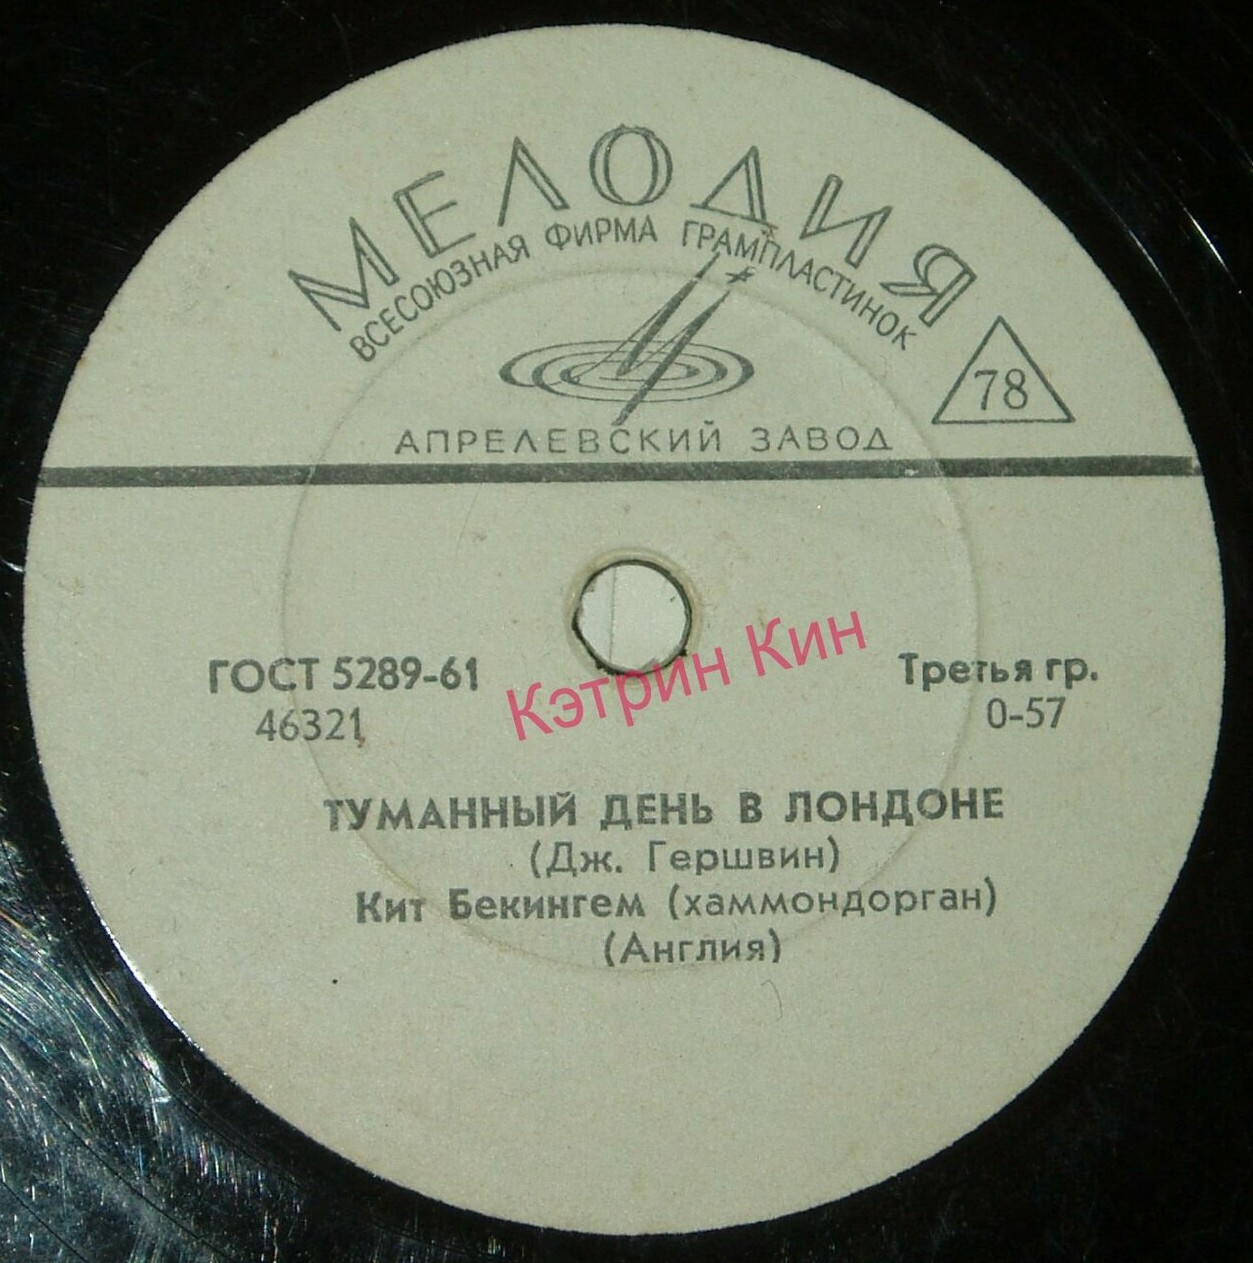 МЕЛОДИЯ
ВСЕСОЮЗНАЯ ФИРМА ГРАМПЛАСТИНОК
78
АПРЕЛЕВСКИЙ ЗАВОД
ГОСТ 5289-61
46321
Третья гр.
0-57
Кэтрин Кин
ТУМАННЫЙ ДЕНЬ В ЛОНДОНЕ
(Дж. Гершвин)
Кит Бекингем (хаммондорган)
(Англия)